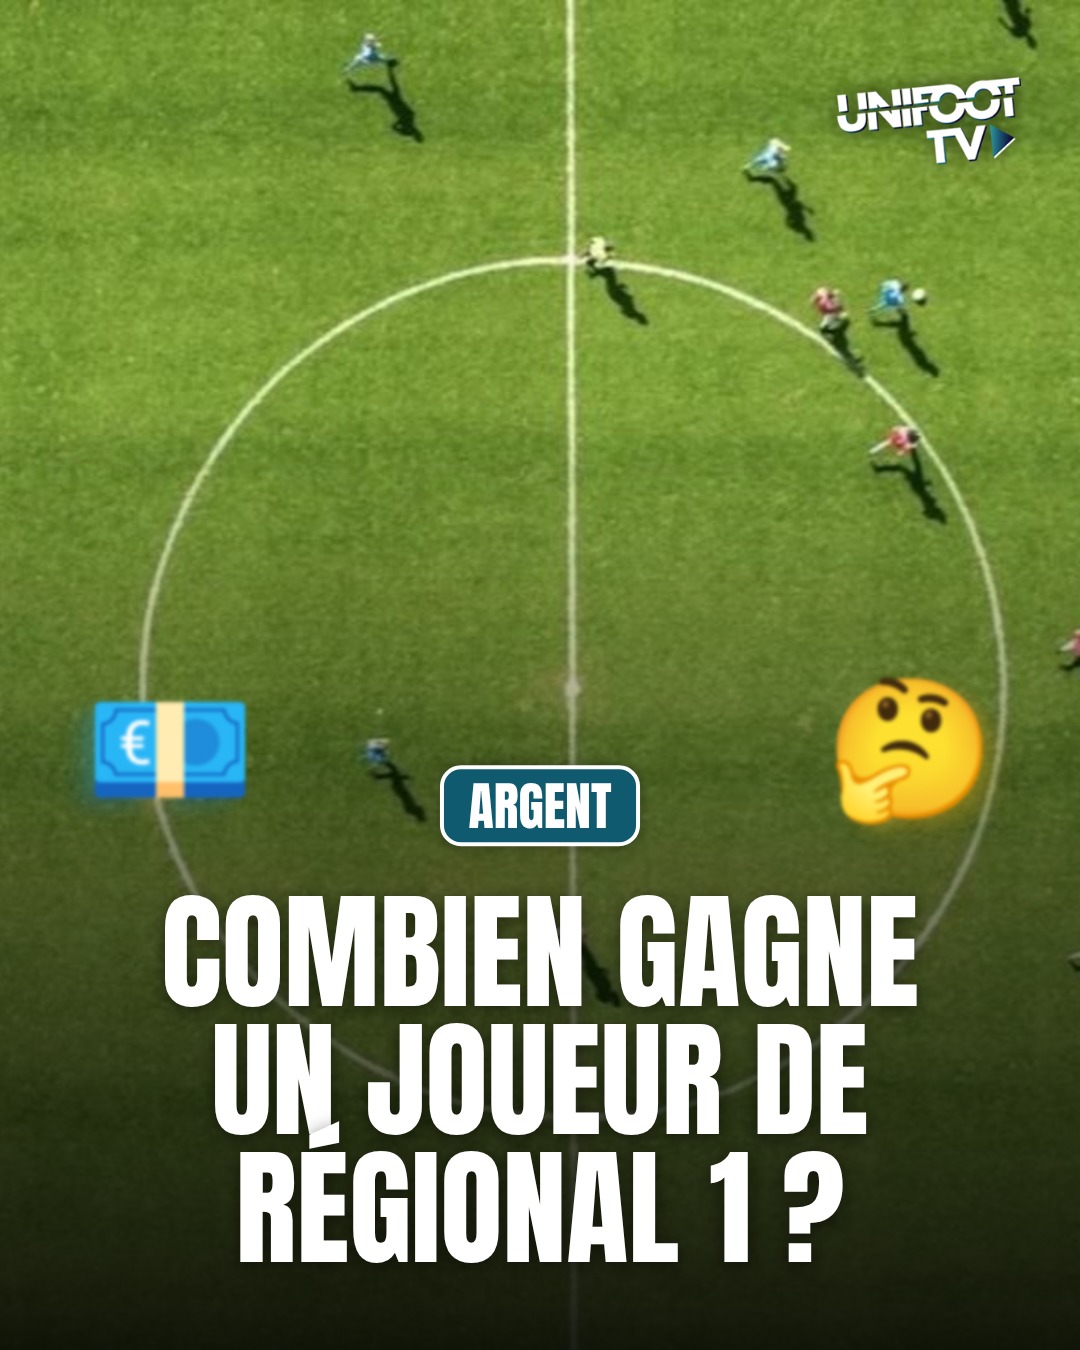 UNIFOOT
TV
€
ARGENT
COMBIEN GAGNE
UN JOUEUR DE
RÉGIONAL 1 ?